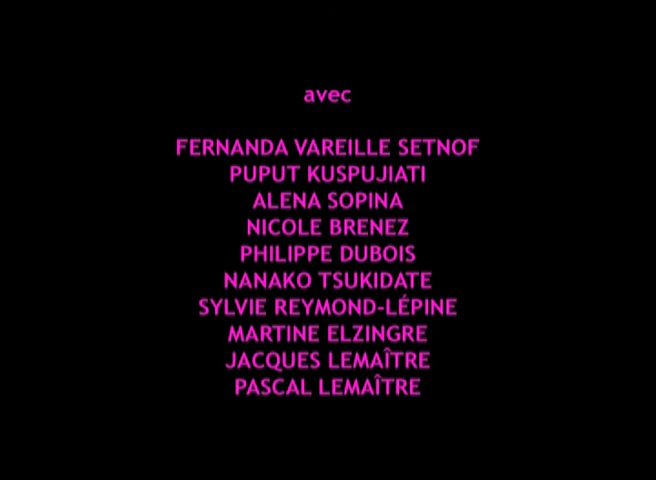 avec
FERNANDA VAREILLE SETNOF
PUPUT KUSPUJIATI
ALENA SOPINA
NICOLE BRENEZ
PHILIPPE DUBOIS
NANAKO TSUKIDATE
SYLVIE REYMOND-LÉPINE
MARTINE ELZINGRE
JACQUES LEMAÎTRE
PASCAL LEMAÎTRE